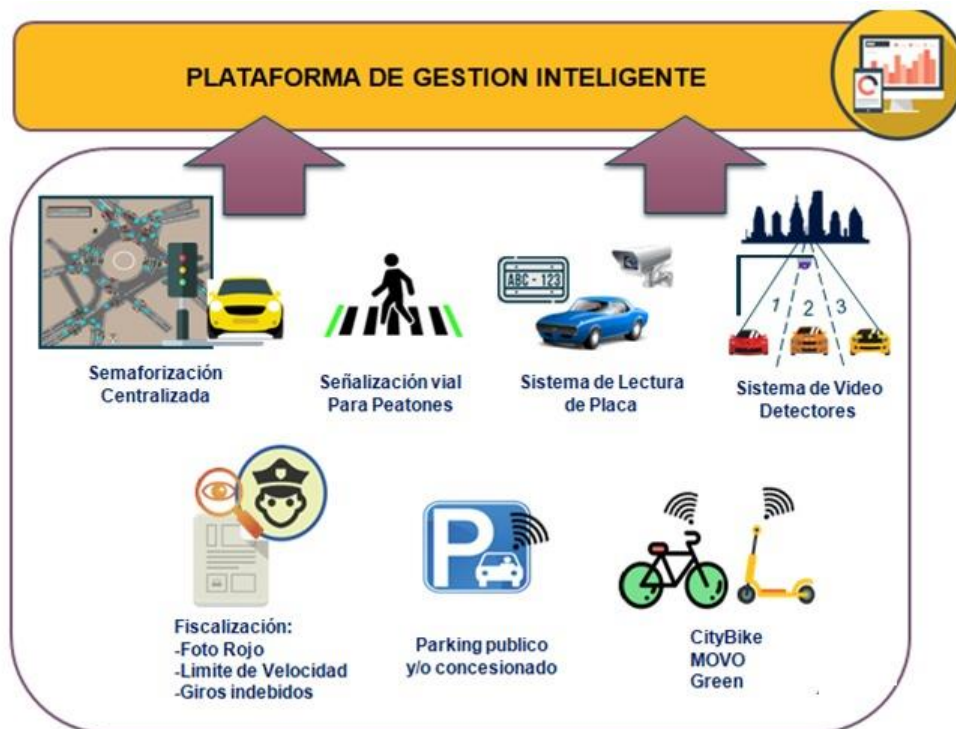 PLATAFORMA DE GESTION INTELIGENTE
ABC - 123
1
2
3
Semaforización
Centralizada
Señalización vial
Para Peatones
Sistema de Lectura
de Placa
Sistema de Video
Detectores
Fiscalización:
-Foto Rojo
-Limite de Velocidad
-Giros indebidos
P
Parking publico
y/o concesionado
CityBike
MOVO
Green